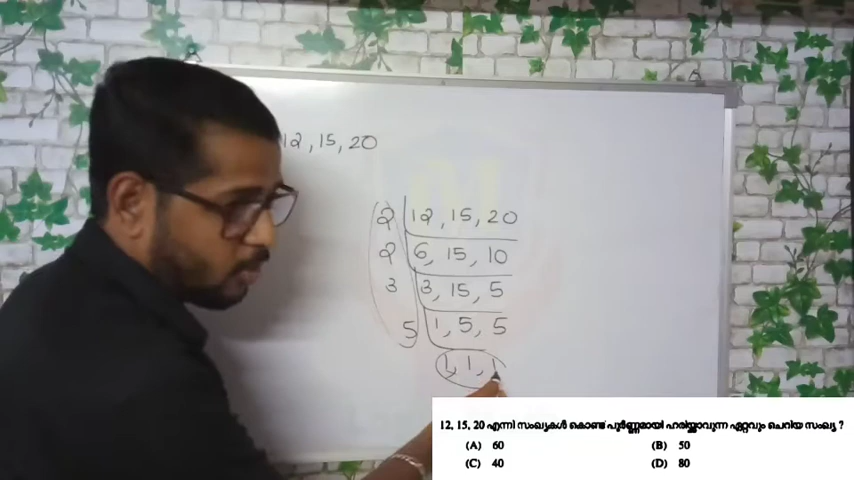 12, 15, 20
2 12, 15, 20
2 6, 15, 10
3 3, 15, 5
5 1, 5, 5
1, 1, 1
12, 15, 20 എന്നി സംഖ്യകൾ കൊണ്ട് പൂർണ്ണമായി ഹരിയ്ക്കാവുന്ന ഏറ്റവും ചെറിയ സംഖ്യ ?
(A) 60 (B) 50
(C) 40 (D) 80